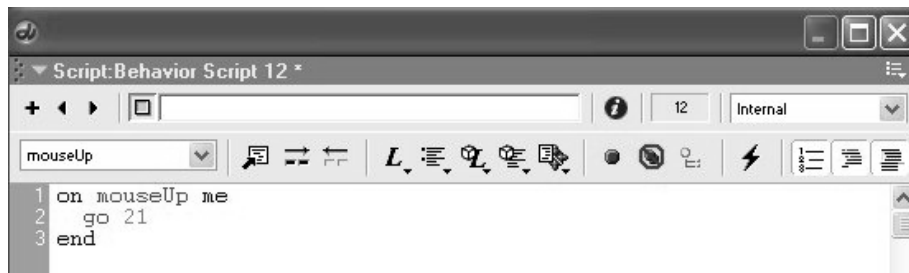 Script:Behavior Script 12 *
12 Internal
mouseUp
1 on mouseUp me
2 go 21
3 end